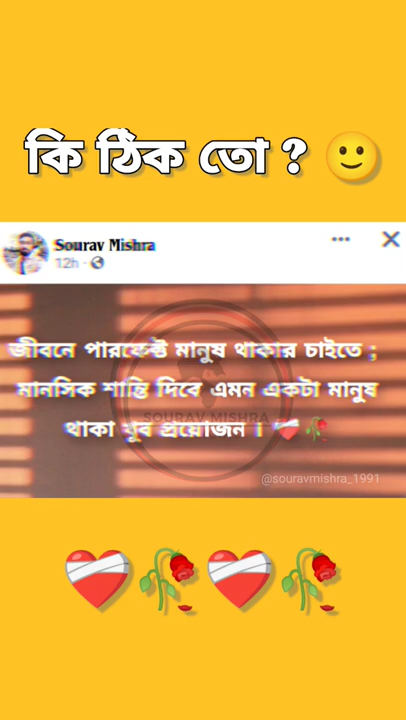 কি ঠিক তো ? 🙂
Sourav Mishra
12h
জীবনে পারফেক্ট মানুষ থাকার চাইতে ;
মানসিক শান্তি দিবে এমন একটা মানুষ
থাকা খুব প্রয়োজন । ❤️‍🩹🥀
SOURAV MISHRA
@souravmishra_1991
❤️‍🩹🥀❤️‍🩹🥀